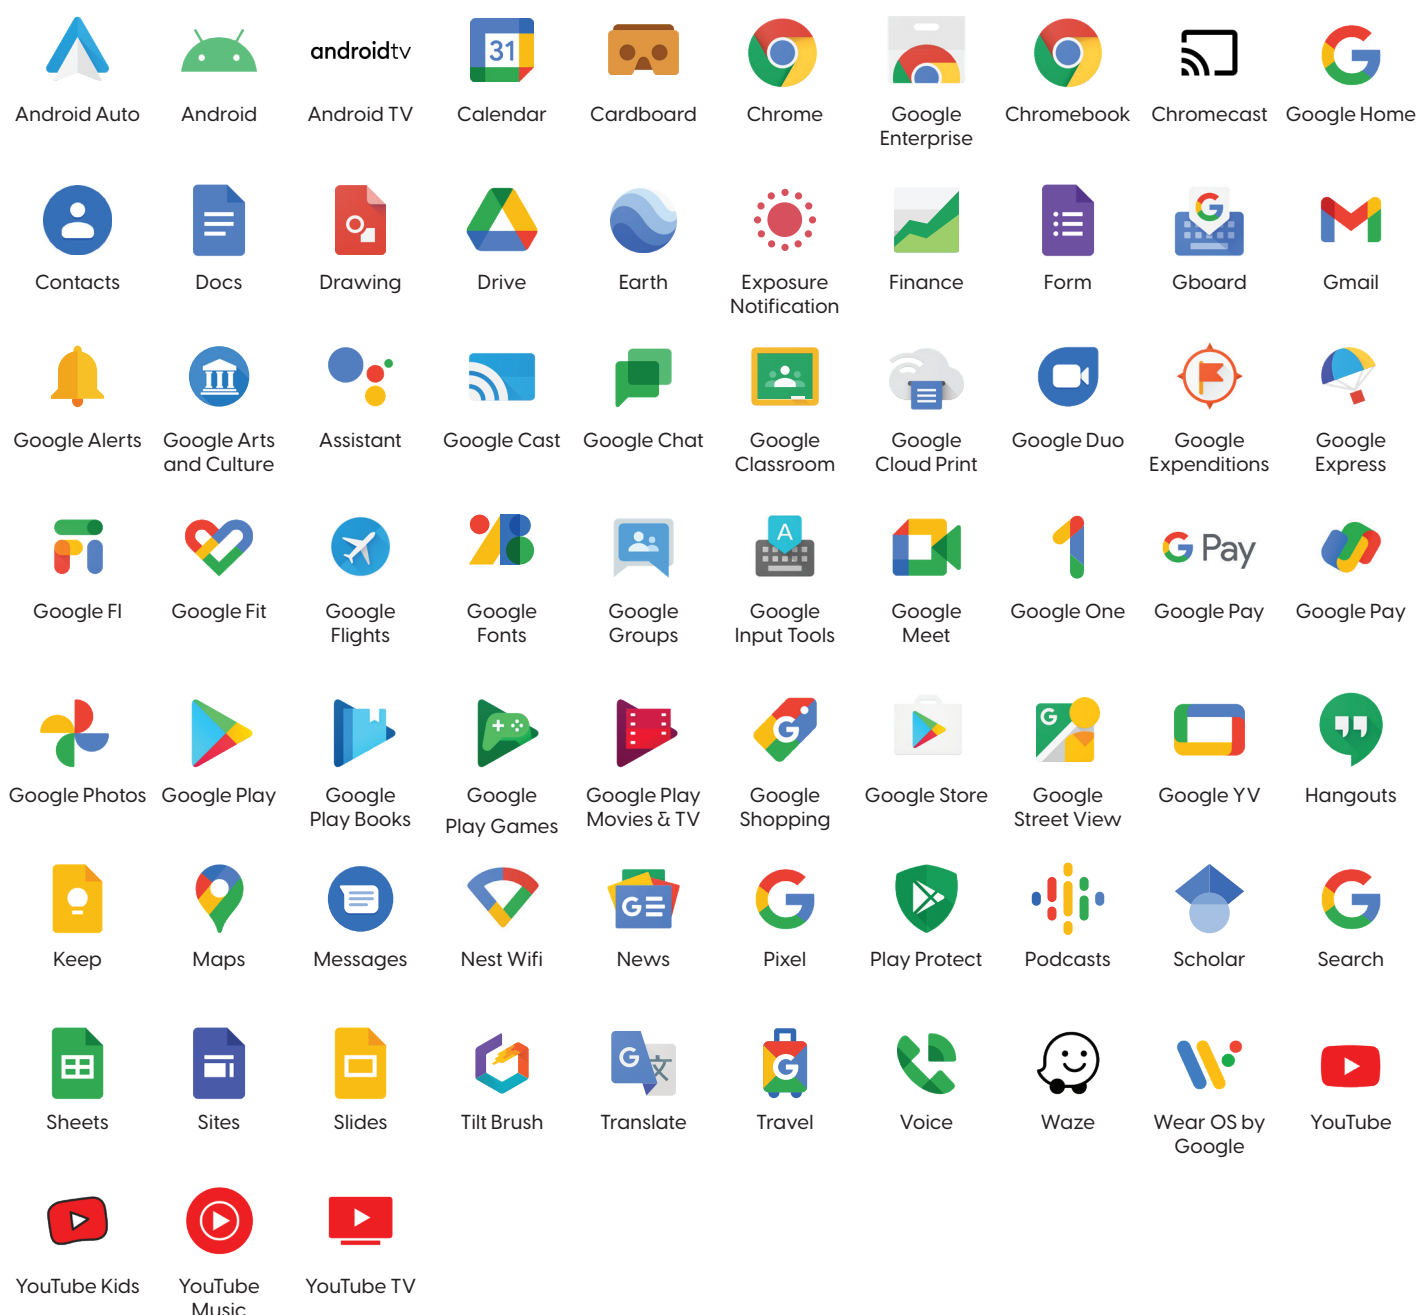 androidtv
31
Android Auto
Android
Android TV
Calendar
Cardboard
Chrome
Google
Enterprise
Chromebook
Chromecast
Google Home
G
Contacts
Docs
Drawing
Drive
Earth
Exposure
Notification
Finance
Form
Gboard
Gmail
Google Alerts
Google Arts
and Culture
Assistant
Google Cast
Google Chat
Google
Classroom
Google
Cloud Print
Google Duo
Google
Expenditions
Google
Express
A
G Pay
Google FI
Google Fit
Google
Flights
Google
Fonts
Google
Groups
Google
Input Tools
Google
Meet
Google One
Google Pay
Google Pay
G
G
Google Photos
Google Play
Google
Play Books
Google
Play Games
Google Play
Movies & TV
Google
Shopping
Google Store
Google
Street View
Google YV
Hangouts
G
G
G
Keep
Maps
Messages
Nest Wifi
News
Pixel
Play Protect
Podcasts
Scholar
Search
G
文
G
Sheets
Sites
Slides
Tilt Brush
Translate
Travel
Voice
Waze
Wear OS by
Google
YouTube
YouTube Kids
YouTube
Music
YouTube TV